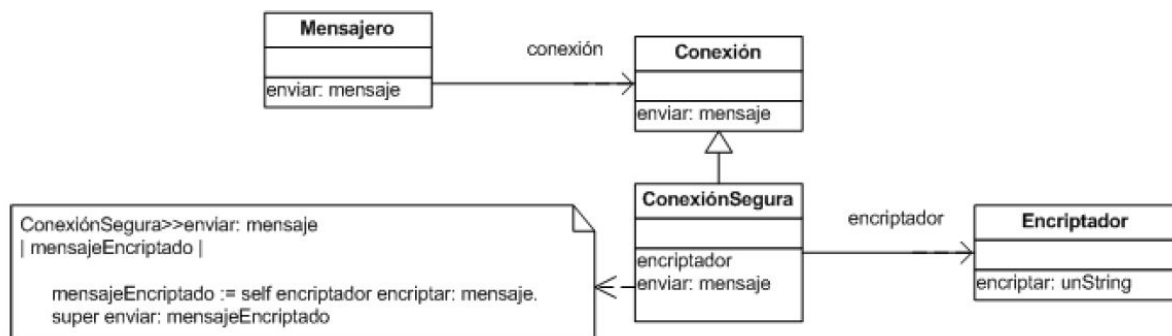 Mensajero
enviar: mensaje
conexión
Conexión
enviar: mensaje
ConexiónSegura
encriptador
enviar: mensaje
encriptador
Encriptador
encriptar: unString
ConexiónSegura>>enviar: mensaje
| mensajeEncriptado |
mensajeEncriptado := self encriptador encriptar: mensaje.
super enviar: mensajeEncriptado